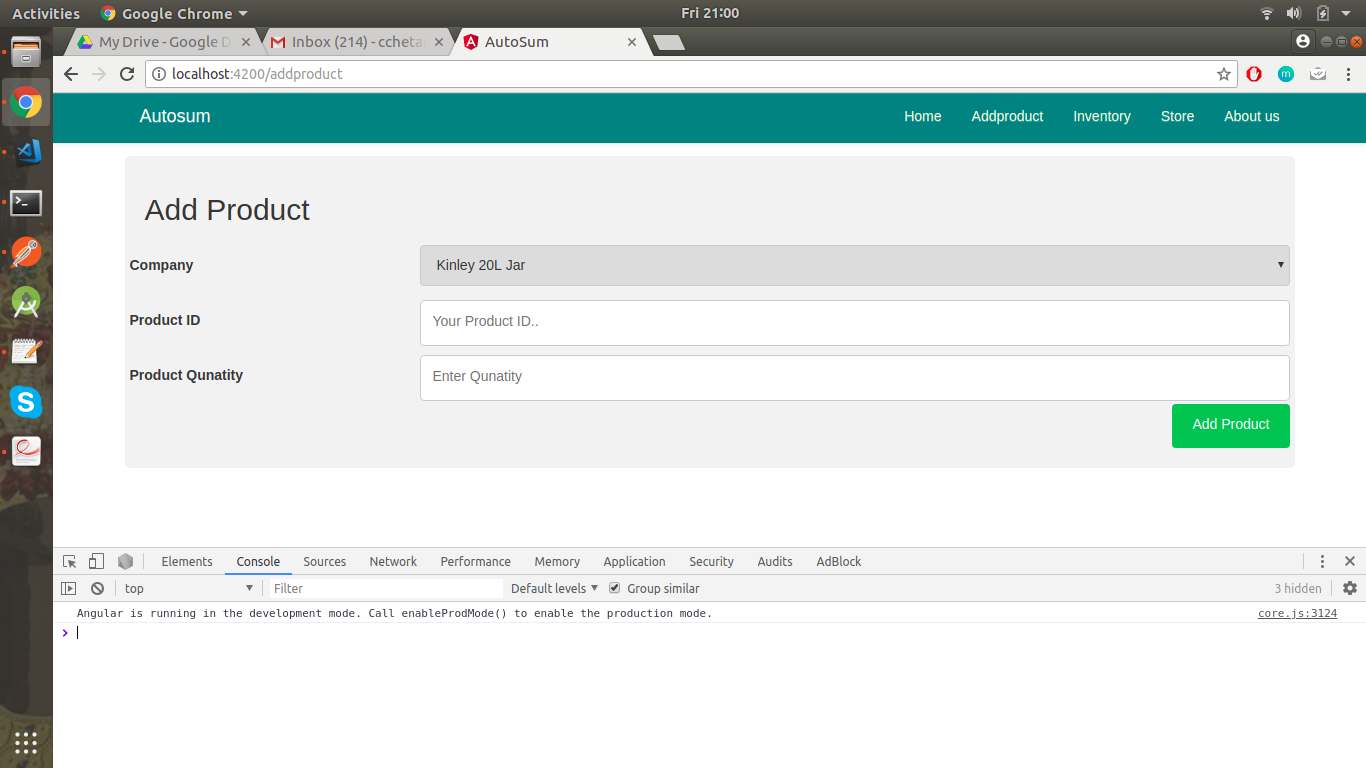 Activities Google Chrome Fri 21:00
My Drive - Google D Inbox (214) - ccheta AutoSum
localhost:4200/addproduct
Autosum Home Addproduct Inventory Store About us
Add Product
Company Kinley 20L Jar
Product ID Your Product ID..
Product Qunatity Enter Qunatity
Add Product
Elements Console Sources Network Performance Memory Application Security Audits AdBlock
top Filter Default levels Group similar 3 hidden
Angular is running in the development mode. Call enableProdMode() to enable the production mode. core.js:3124